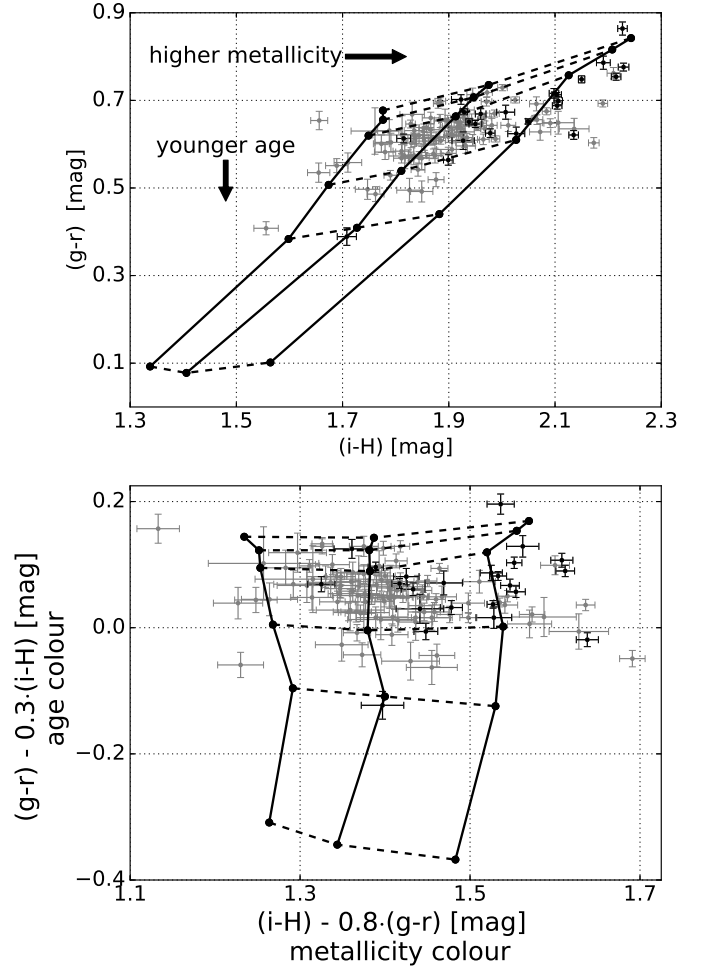 0.9
higher metallicity
0.7
younger age
0.5
(g-r) [mag]
0.3
0.1
1.3 1.5 1.7 1.9 2.1 2.3
(i-H) [mag]
0.2
0.0
(g-r) - 0.3·(i-H) [mag]
age colour
−0.2
−0.4
1.1 1.3 1.5 1.7
(i-H) - 0.8·(g-r) [mag]
metallicity colour